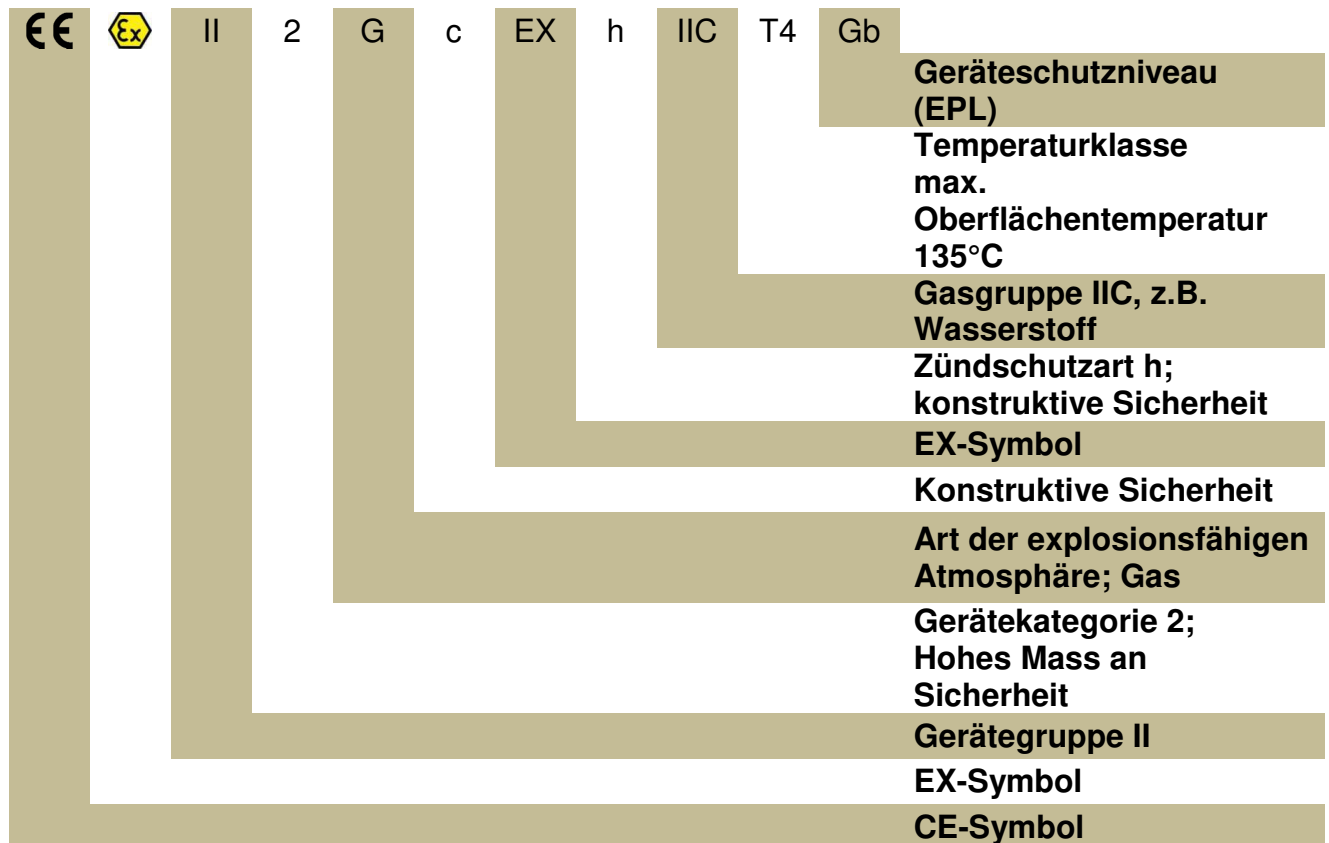 CE Ex II 2 G c EX h IIC T4 Gb
Geräteschutzniveau
(EPL)
Temperaturklasse
max.
Oberflächentemperatur
135°C
Gasgruppe IIC, z.B.
Wasserstoff
Zündschutzart h;
konstruktive Sicherheit
EX-Symbol
Konstruktive Sicherheit
Art der explosionsfähigen
Atmosphäre; Gas
Gerätekategorie 2;
Hohes Mass an
Sicherheit
Gerätegruppe II
EX-Symbol
CE-Symbol